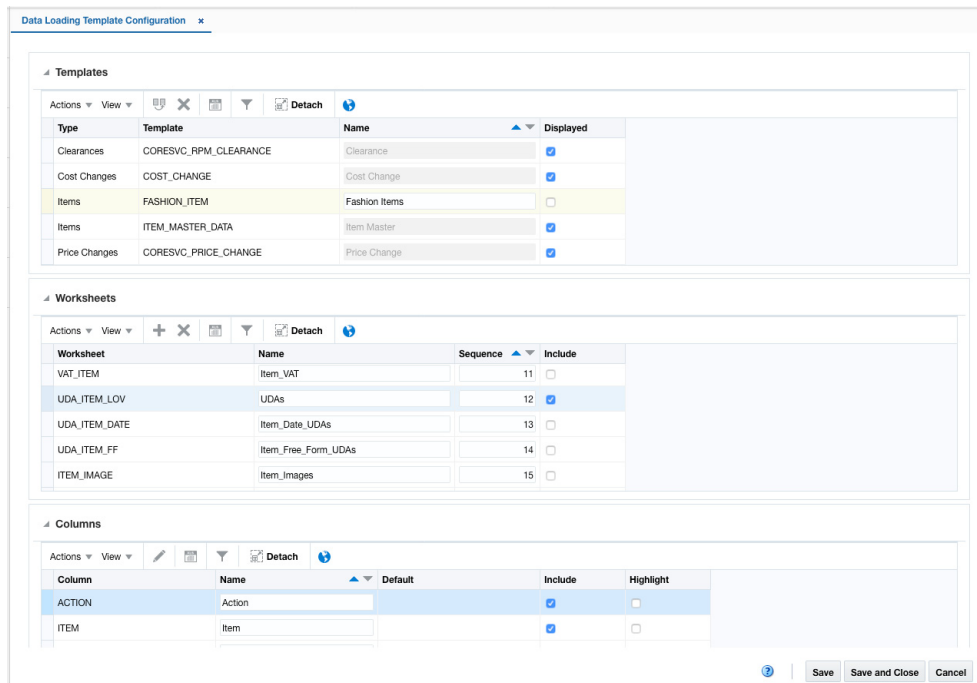 Data Loading Template Configuration x
Templates
Actions View Detach
Type Template Name Displayed
Clearances CORESVC_RPM_CLEARANCE Clearance
Cost Changes COST_CHANGE Cost Change
Items FASHION_ITEM Fashion Items
Items ITEM_MASTER_DATA Item Master
Price Changes CORESVC_PRICE_CHANGE Price Change
Worksheets
Actions View Detach
Worksheet Name Sequence Include
VAT_ITEM Item_VAT 11
UDA_ITEM_LOV UDAs 12
UDA_ITEM_DATE Item_Date_UDAs 13
UDA_ITEM_FF Item_Free_Form_UDAs 14
ITEM_IMAGE Item_Images 15
Columns
Actions View Detach
Column Name Default Include Highlight
ACTION Action
ITEM Item
? Save Save and Close Cancel